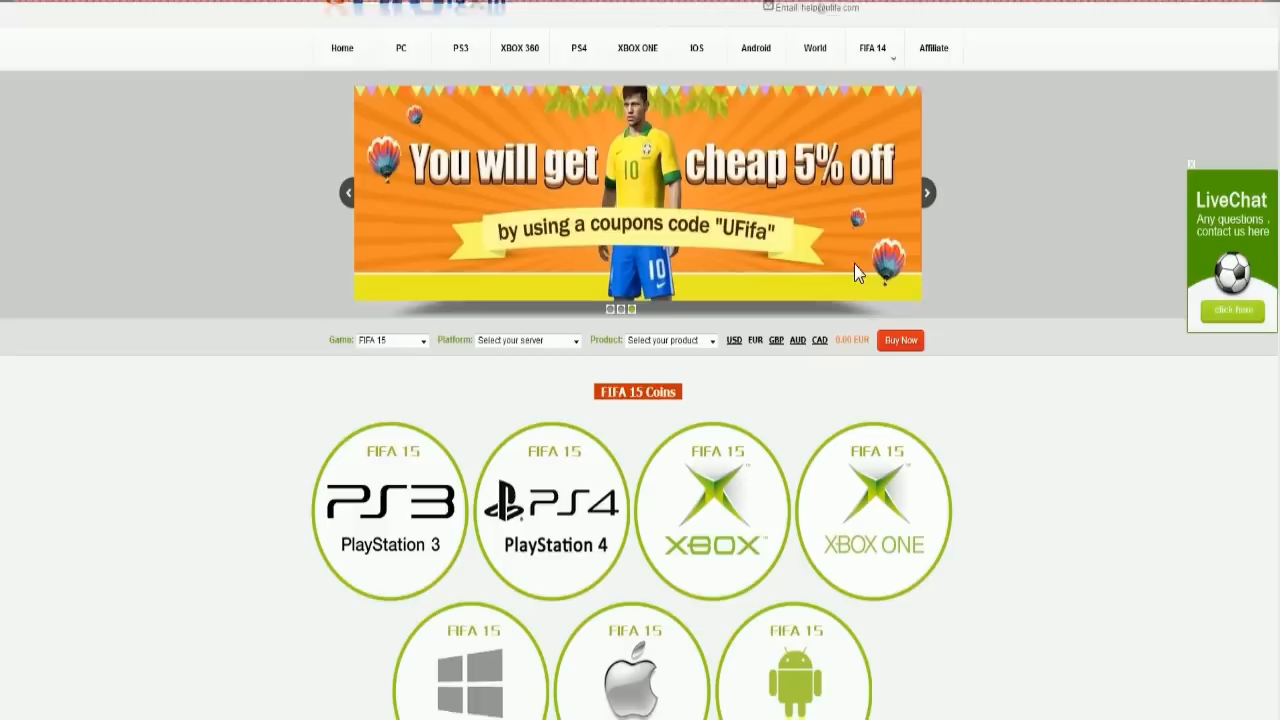 Email: help@ufifa.com
Home PC PS3 XBOX 360 PS4 XBOX ONE IOS Android World FIFA 14 Affiliate
You will get cheap 5% off
by using a coupons code "UFifa"
10
10
X
LiveChat
Any questions .
contact us here
click here
Game: FIFA 15 Platform: Select your server Product: Select your product USD EUR GBP AUD CAD 0.00 EUR Buy Now
FIFA 15 Coins
FIFA 15 FIFA 15 FIFA 15 FIFA 15
PS3 PS4 XBOX XBOX ONE
PlayStation 3 PlayStation 4
FIFA 15 FIFA 15 FIFA 15